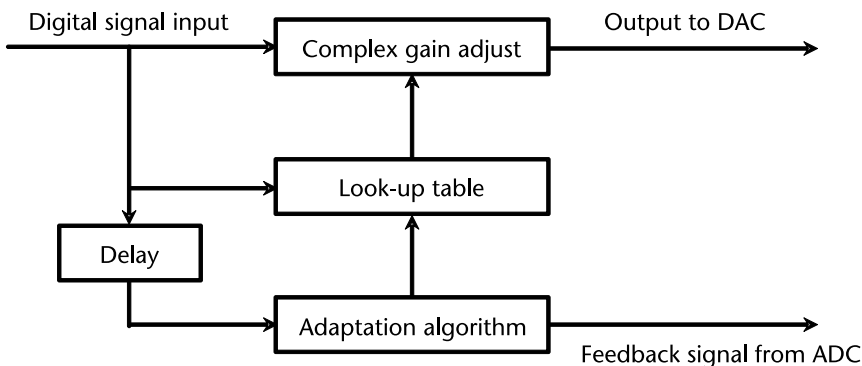 Digital signal input
Output to DAC
Complex gain adjust
Look-up table
Delay
Adaptation algorithm
Feedback signal from ADC